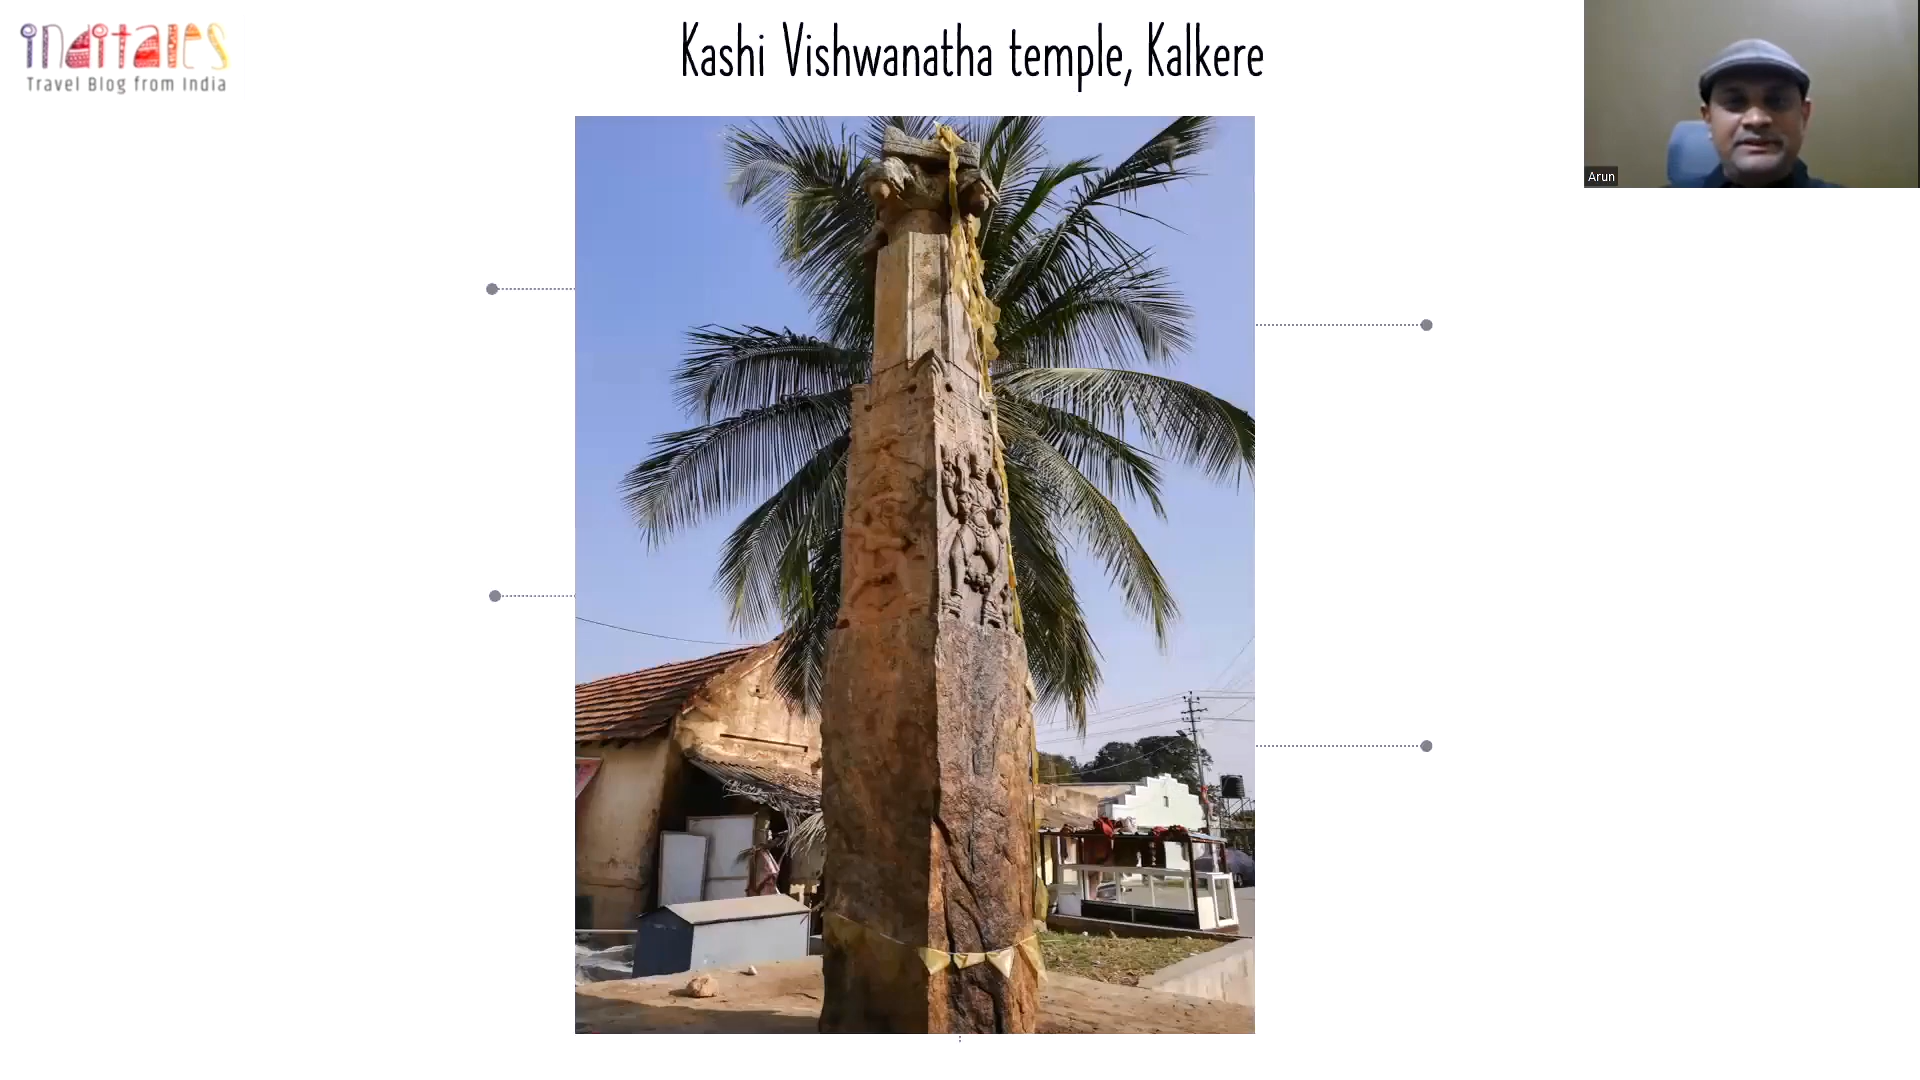 inditales
Travel Blog from India
Kashi Vishwanatha temple, Kalkere
Arun